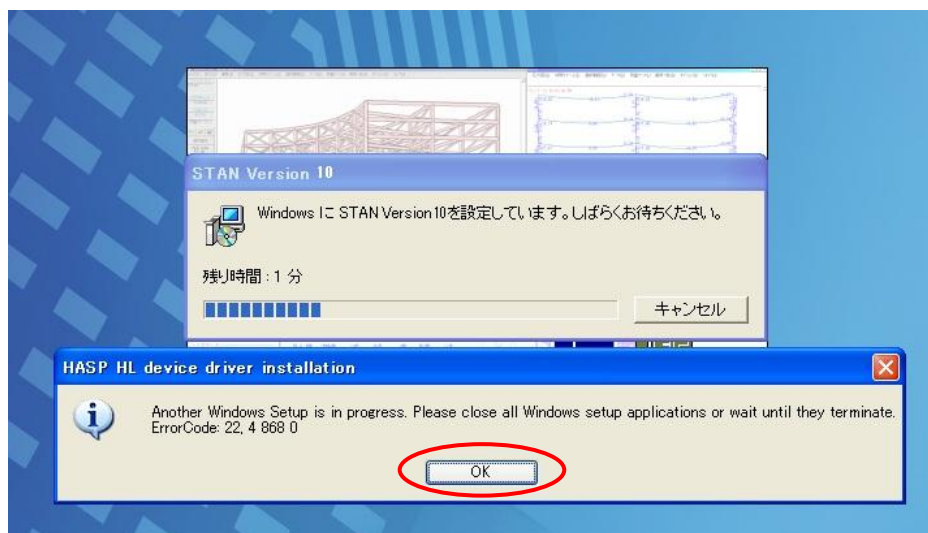 STAN Version 10
Windows に STAN Version10を設定しています。しばらくお待ちください。
残り時間 : 1 分
キャンセル
HASP HL device driver installation
Another Windows Setup is in progress. Please close all Windows setup applications or wait until they terminate.
ErrorCode: 22, 4 868 0
OK